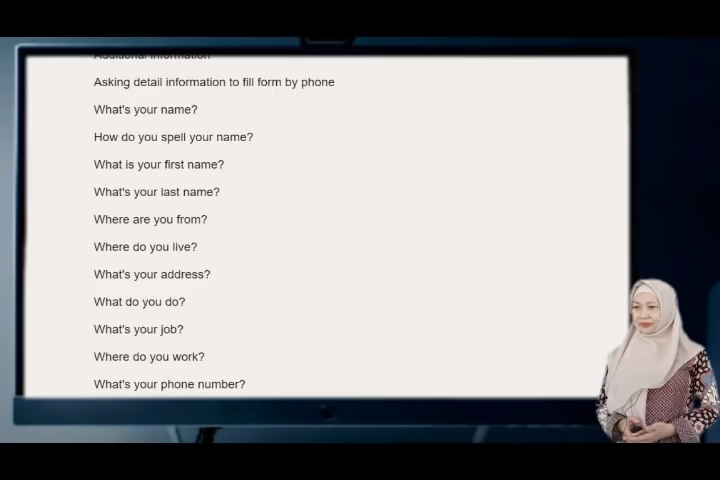 Additional information
Asking detail information to fill form by phone
What's your name?
How do you spell your name?
What is your first name?
What's your last name?
Where are you from?
Where do you live?
What's your address?
What do you do?
What's your job?
Where do you work?
What's your phone number?